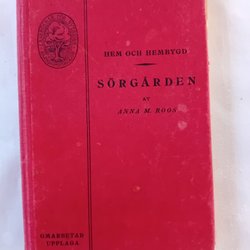 HEM OCH HEMBYGD
SÖRGÅRDEN
AV
ANNA M. ROOS
OMARBETAD
UPPLAGA